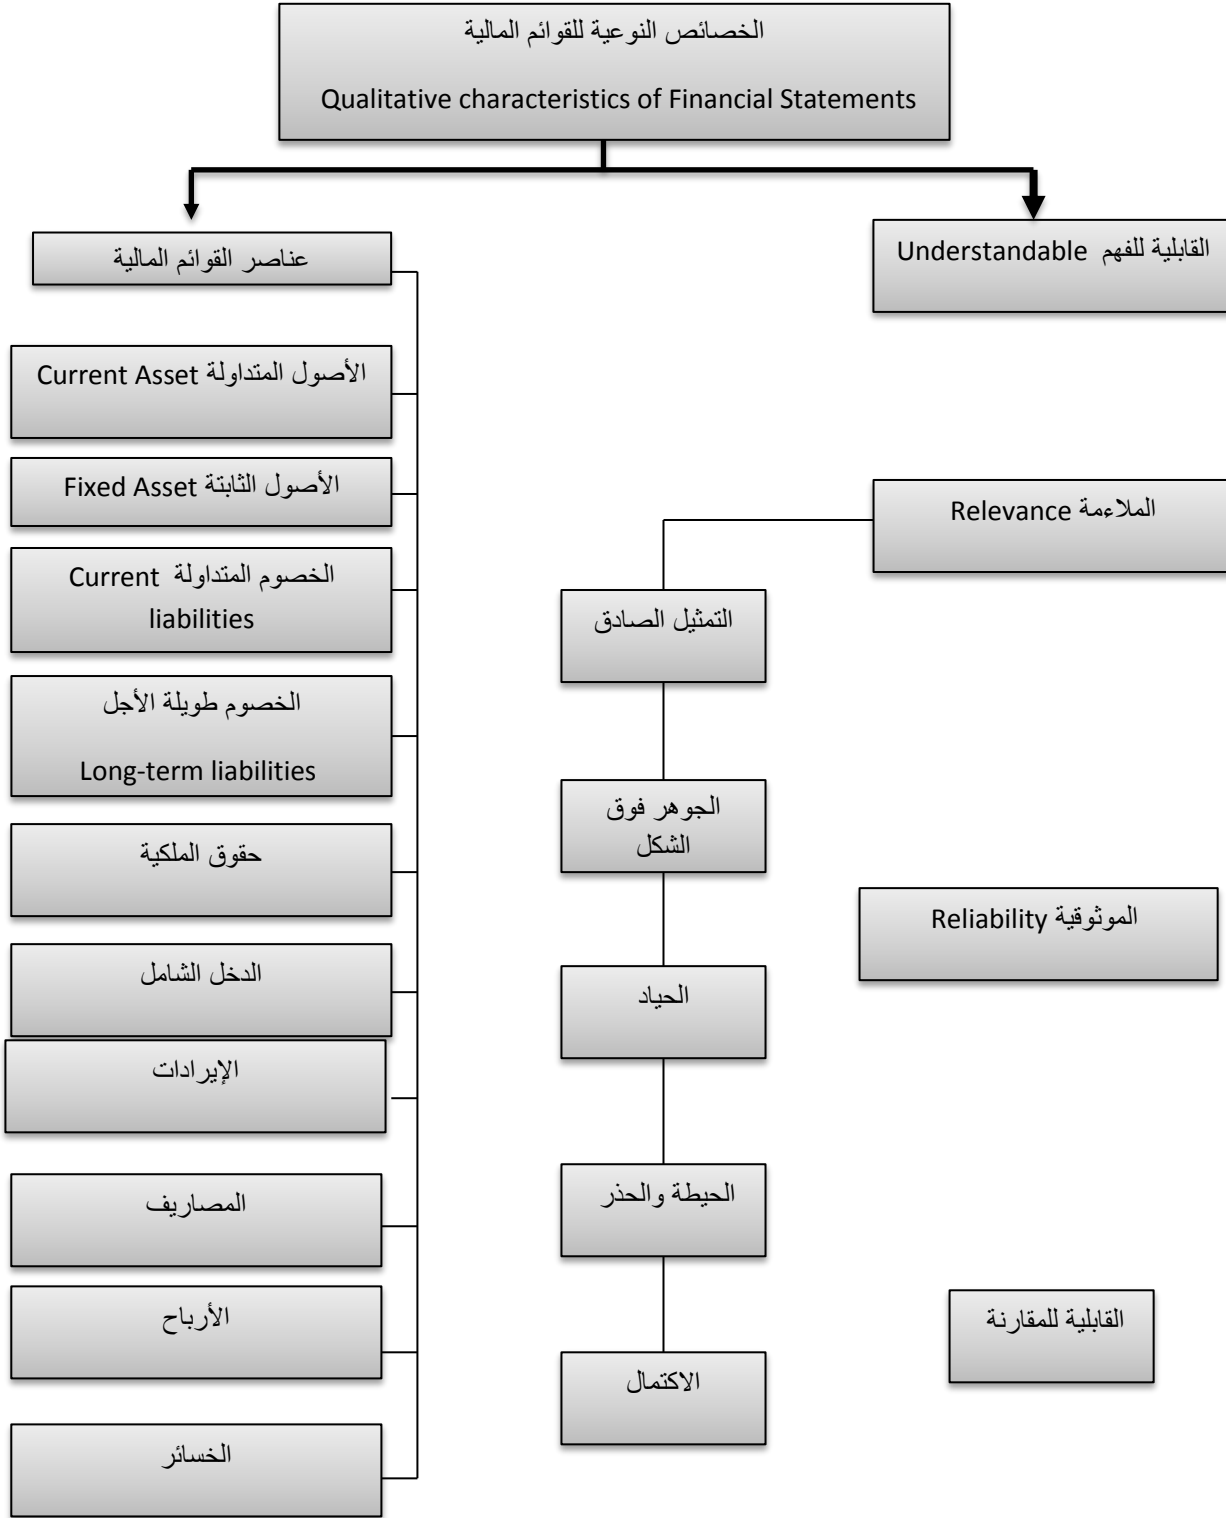 الخصائص النوعية للقوائم المالية
Qualitative characteristics of Financial Statements
القابلية للفهم Understandable
عناصر القوائم المالية
الأصول المتداولة Current Asset
الأصول الثابتة Fixed Asset
الخصوم المتداولة Current
liabilities
الخصوم طويلة الأجل
Long-term liabilities
حقوق الملكية
الدخل الشامل
الإيرادات
المصاريف
الأرباح
الخسائر
الملاءمة Relevance
التمثيل الصادق
الجوهر فوق
الشكل
الحياد
الحيطة والحذر
الاكتمال
الموثوقية Reliability
القابلية للمقارنة